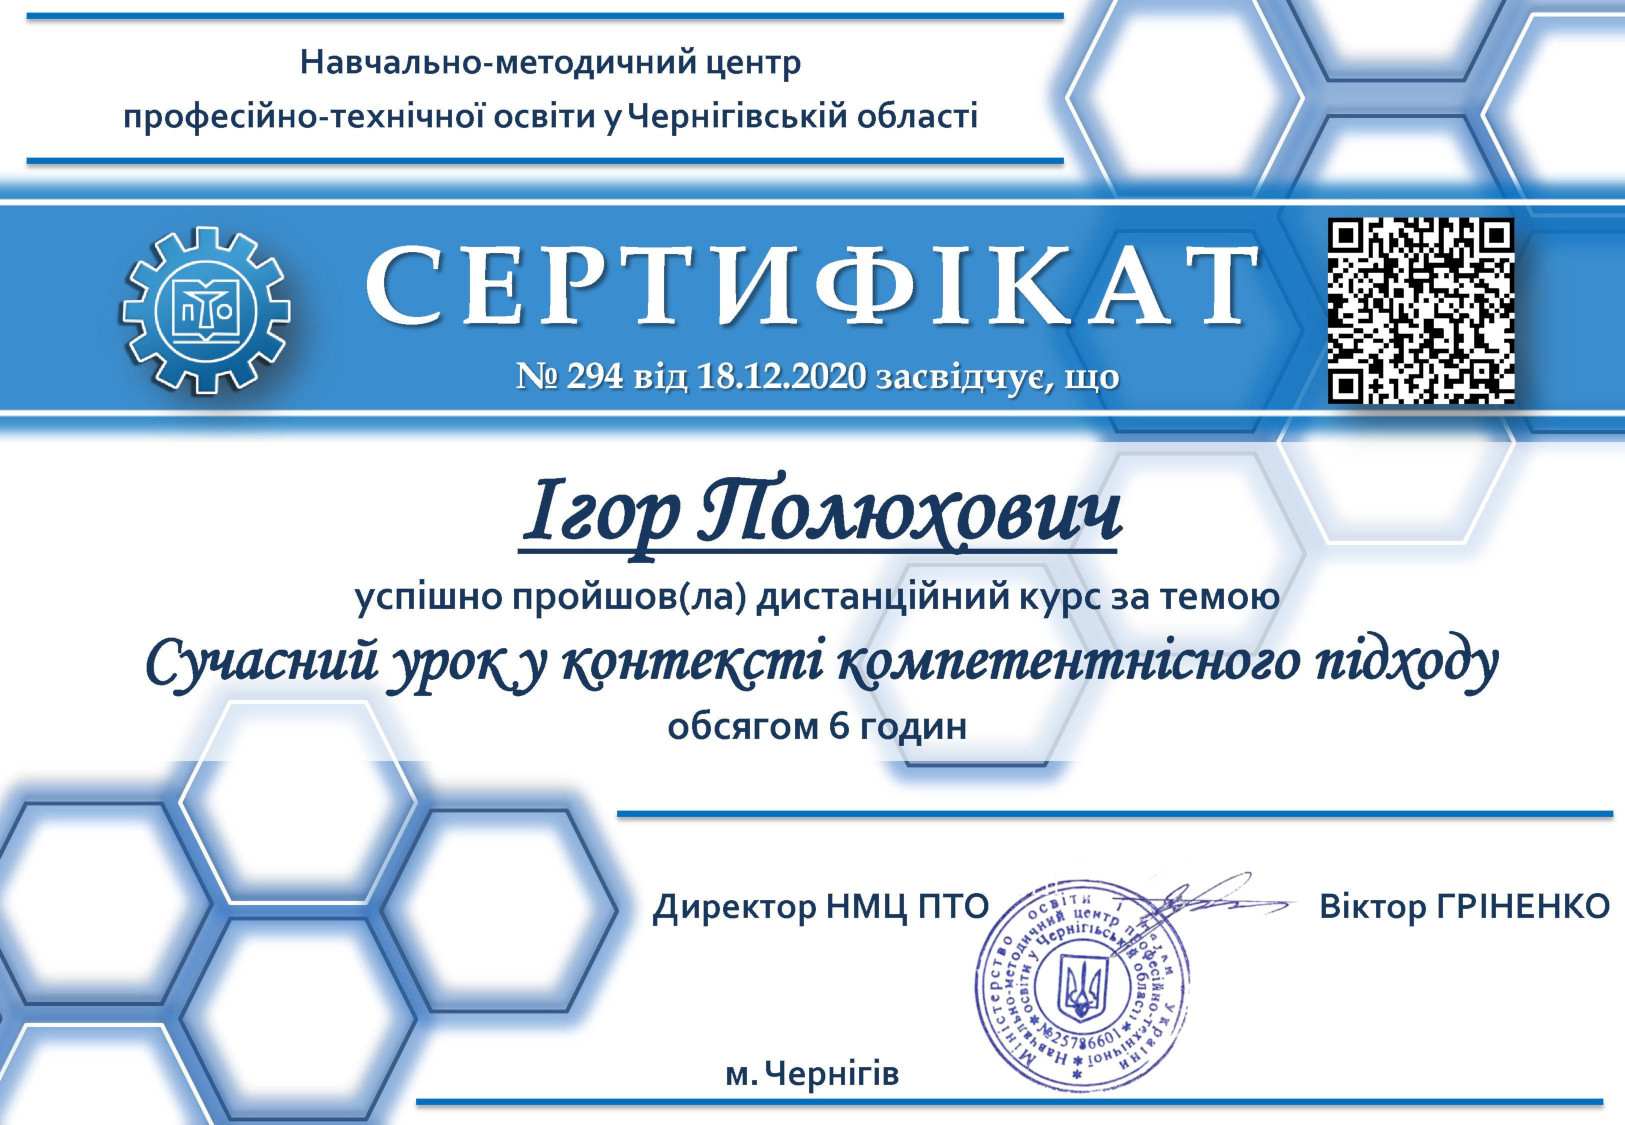 Навчально-методичний центр
професійно-технічної освіти у Чернігівській області
ПТО
СЕРТИФІКАТ
№ 294 від 18.12.2020 засвідчує, що
Ігор Полюхович
успішно пройшов(ла) дистанційний курс за темою
Сучасний урок у контексті компетентнісного підходу
обсягом 6 годин
Директор НМЦ ПТО
Віктор ГРІНЕНКО
Міністерство освіти і науки України
Навчально-методичний центр професійно-технічної
освіти у Чернігівській області
№25786601
м. Чернігів